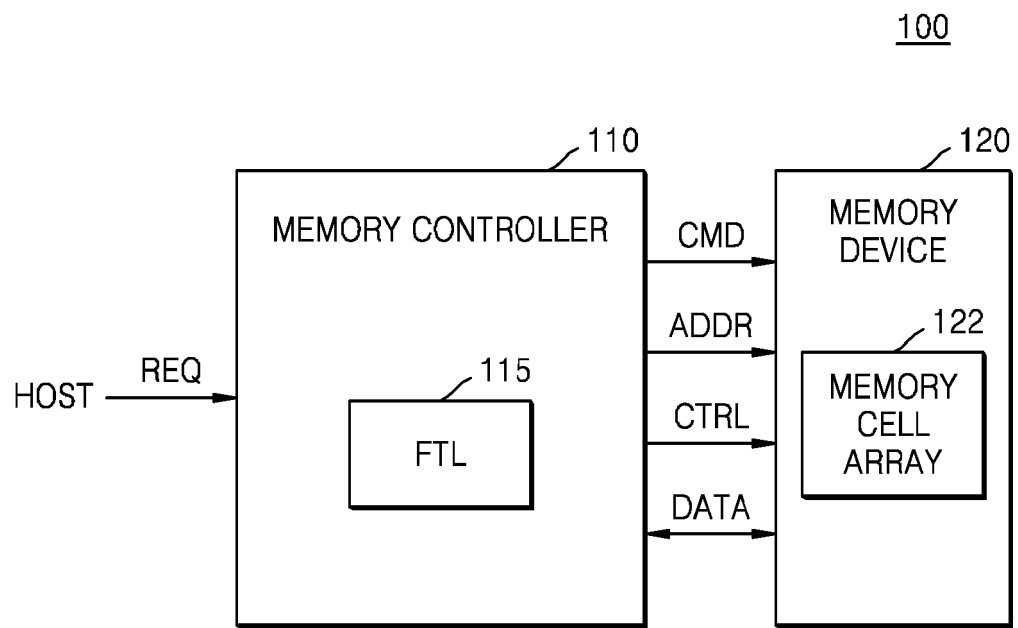 100
110
120
MEMORY CONTROLLER
CMD
MEMORY
DEVICE
ADDR
122
HOST
REQ
115
FTL
CTRL
MEMORY
CELL
ARRAY
DATA